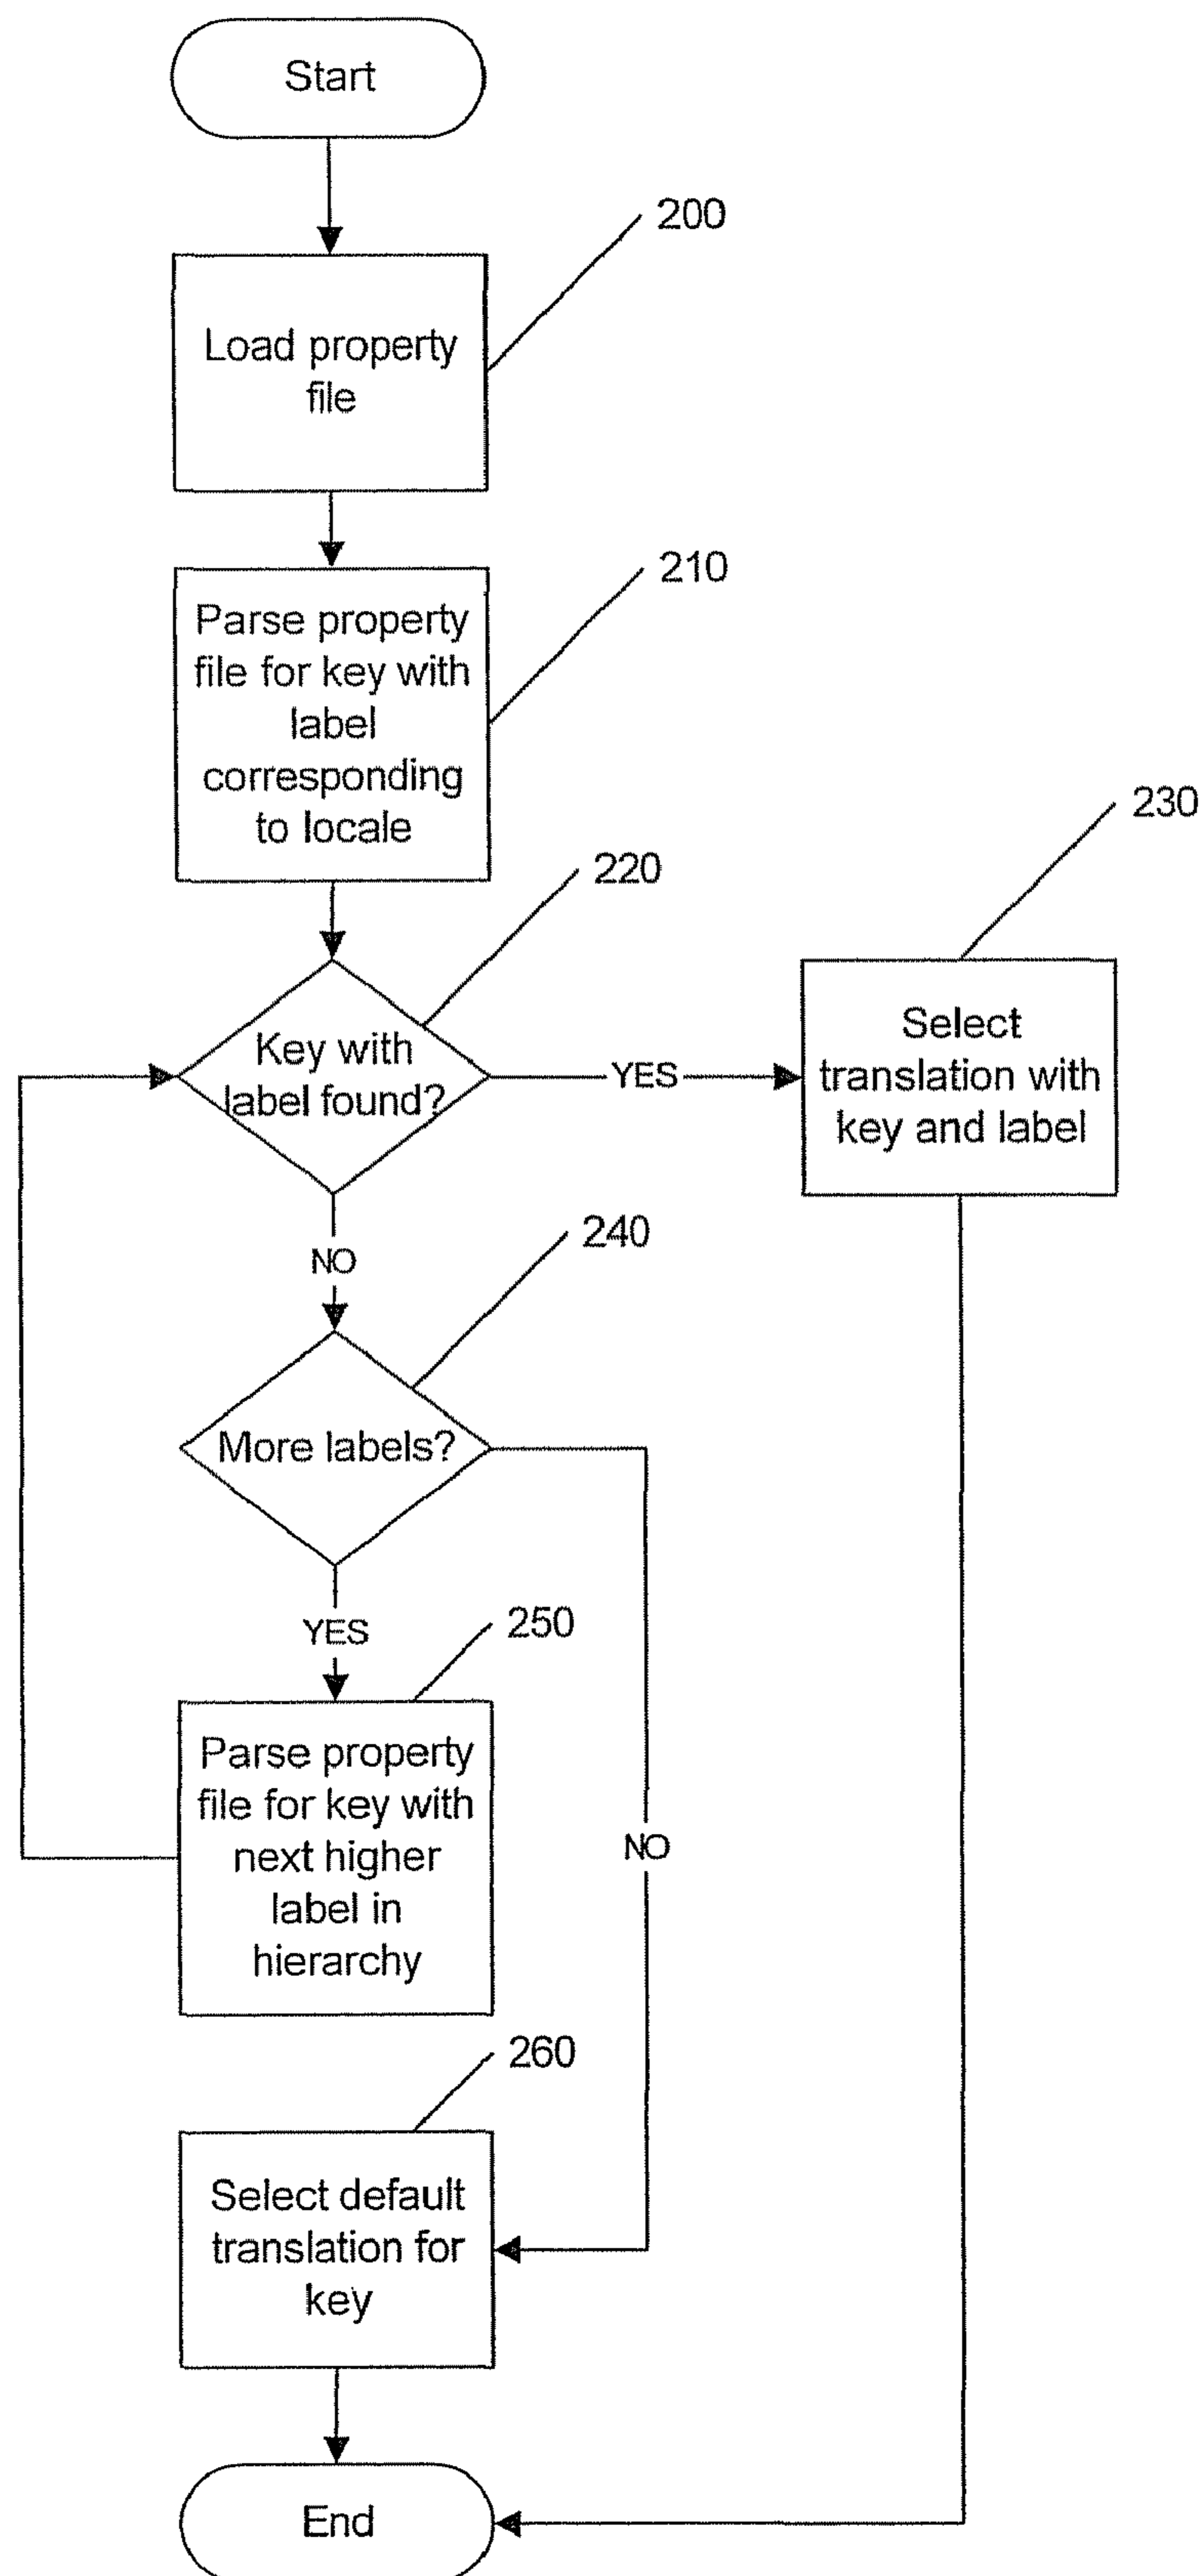 Start
200
Load property
file
210
Parse property
file for key with
label
corresponding
to locale
230
220
Key with
label found?
YES
Select
translation with
key and label
NO
240
More labels?
YES
250
Parse property
file for key with
next higher
label in
hierarchy
NO
260
Select default
translation for
key
End